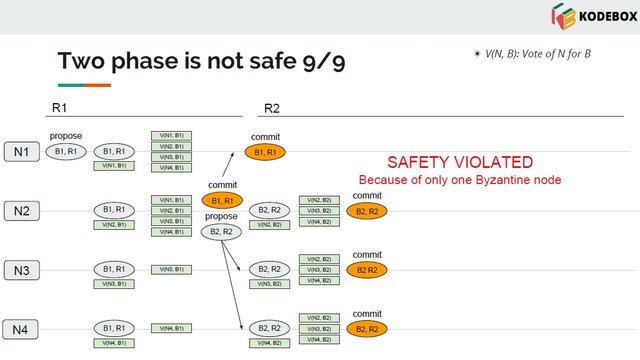 KODEBOX
Two phase is not safe 9/9
✴ V(N, B): Vote of N for B
R1
R2
propose
commit
N1
B1, R1
B1, R1
V(N1, B1)
V(N1, B1)
V(N2, B1)
V(N3, B1)
V(N4, B1)
B1, R1
SAFETY VIOLATED
Because of only one Byzantine node
commit
B1, R1
propose
B2, R2
commit
N2
B1, R1
V(N2, B1)
V(N1, B1)
V(N2, B1)
V(N3, B1)
V(N4, B1)
B2, R2
V(N2, B2)
V(N2, B2)
V(N3, B2)
V(N4, B2)
B2, R2
commit
N3
B1, R1
V(N3, B1)
V(N3, B1)
B2, R2
V(N3, B2)
V(N2, B2)
V(N3, B2)
V(N4, B2)
B2 R2
commit
N4
B1, R1
V(N4, B1)
V(N4, B1)
B2, R2
V(N4, B2)
V(N2, B2)
V(N3, B2)
V(N4, B2)
B2, R2